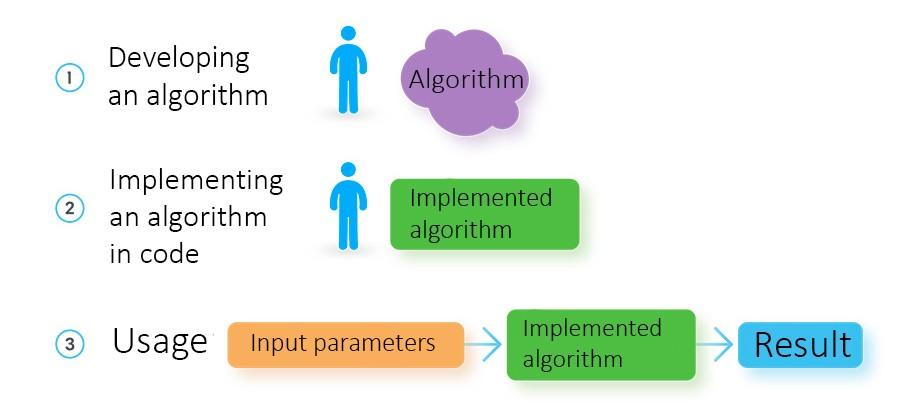 1
Developing
an algorithm
Algorithm
2
Implementing
an algorithm
in code
Implemented
algorithm
3
Usage
Input parameters
Implemented
algorithm
Result